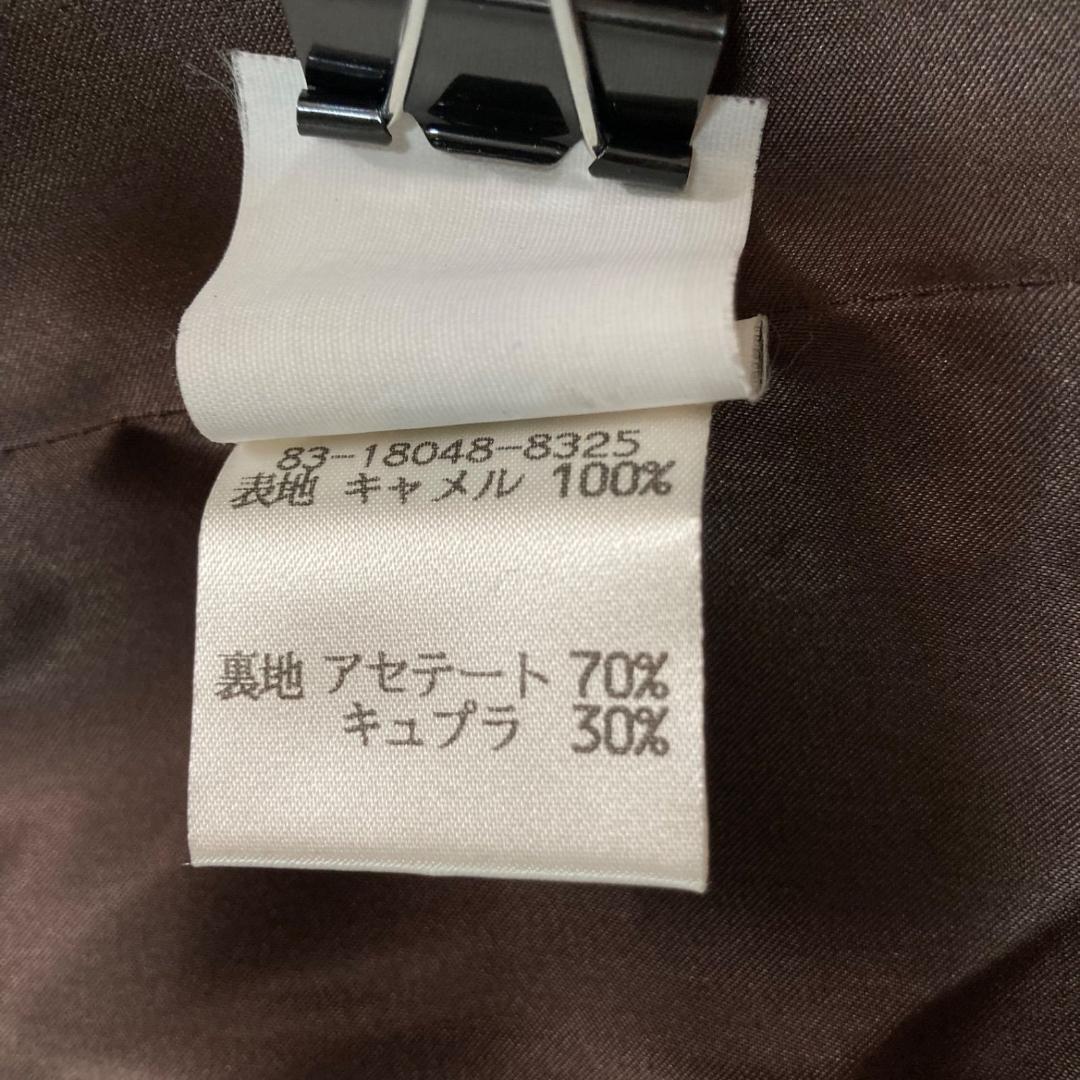 83-18048-8325
表地 キャメル 100%
裏地 アセテート 70%
キュプラ 30%